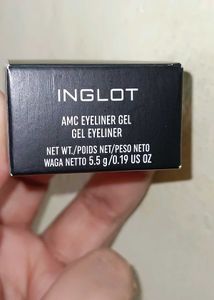 INGLOT
AMC EYELINER GEL
GEL EYELINER
NET WT./POIDS NET/PESO NETO
WAGA NETTO 5.5 g/0.19 US OZ